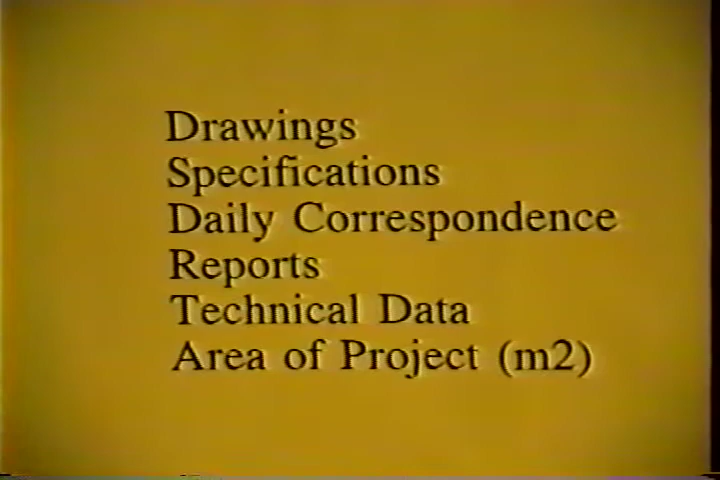 Drawings
Specifications
Daily Correspondence
Reports
Technical Data
Area of Project (m2)